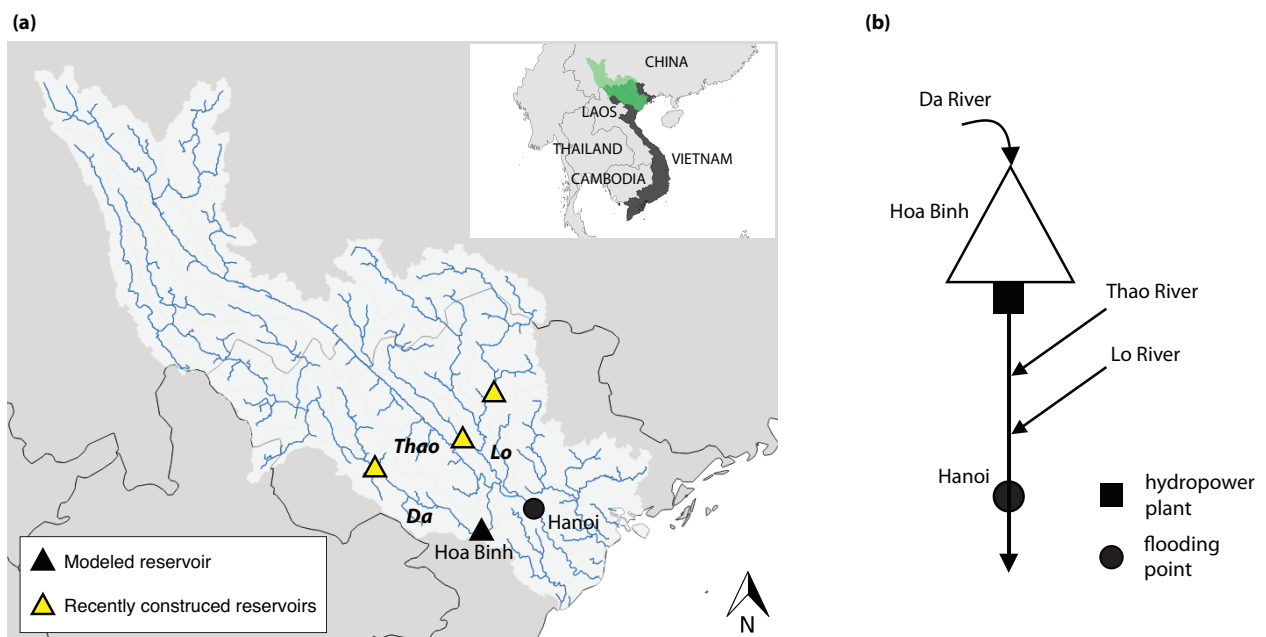 (a)
CHINA
LAOS
THAILAND
VIETNAM
CAMBODIA
Thao
Lo
Da
Hanoi
Hoa Binh
Modeled reservoir
Recently construced reservoirs
N
(b)
Da River
Hoa Binh
Thao River
Lo River
Hanoi
hydropower
plant
flooding
point